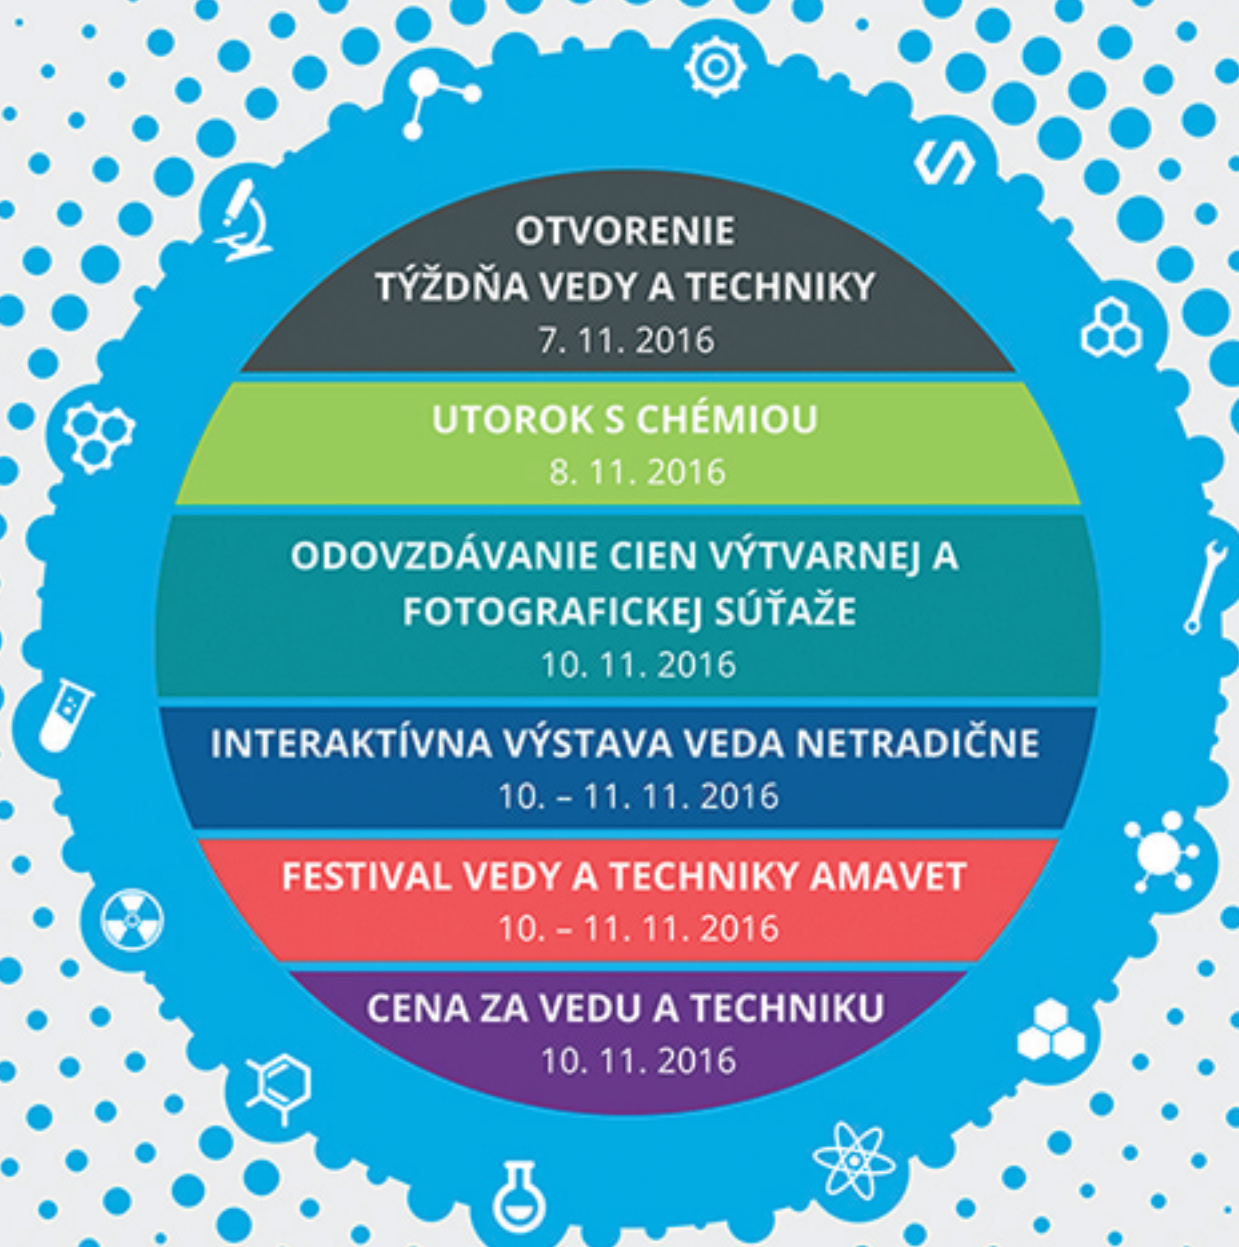 OTVORENIE
TÝŽDŇA VEDY A TECHNIKY
7. 11. 2016
UTOROK S CHÉMIOU
8. 11. 2016
ODOVZDÁVANIE CIEN VÝTVARNEJ A
FOTOGRAFICKEJ SÚŤAŽE
10. 11. 2016
INTERAKTÍVNA VÝSTAVA VEDA NETRADIČNE
10. – 11. 11. 2016
FESTIVAL VEDY A TECHNIKY AMAVET
10. – 11. 11. 2016
CENA ZA VEDU A TECHNIKU
10. 11. 2016